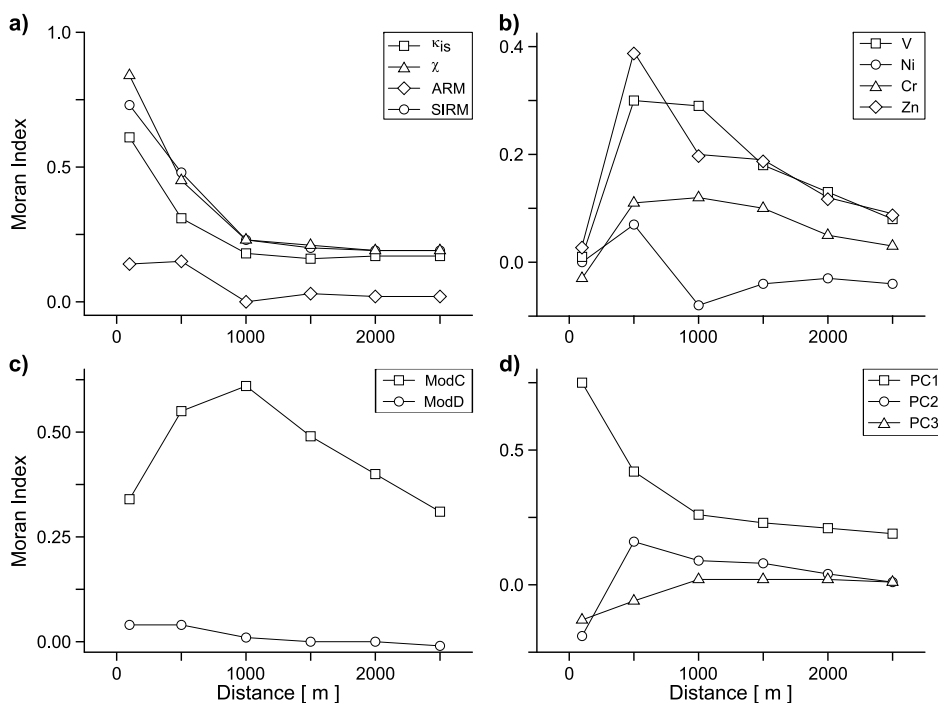 a)
1.0
0.5
0.0
Moran Index
0
1000
2000
κis
χ
ARM
SIRM
b)
0.4
0.2
0.0
0
1000
2000
V
Ni
Cr
Zn
c)
0.50
0.25
0.00
Moran Index
0
1000
2000
Distance [ m ]
ModC
ModD
d)
0.5
0.0
0
1000
2000
Distance [ m ]
PC1
PC2
PC3